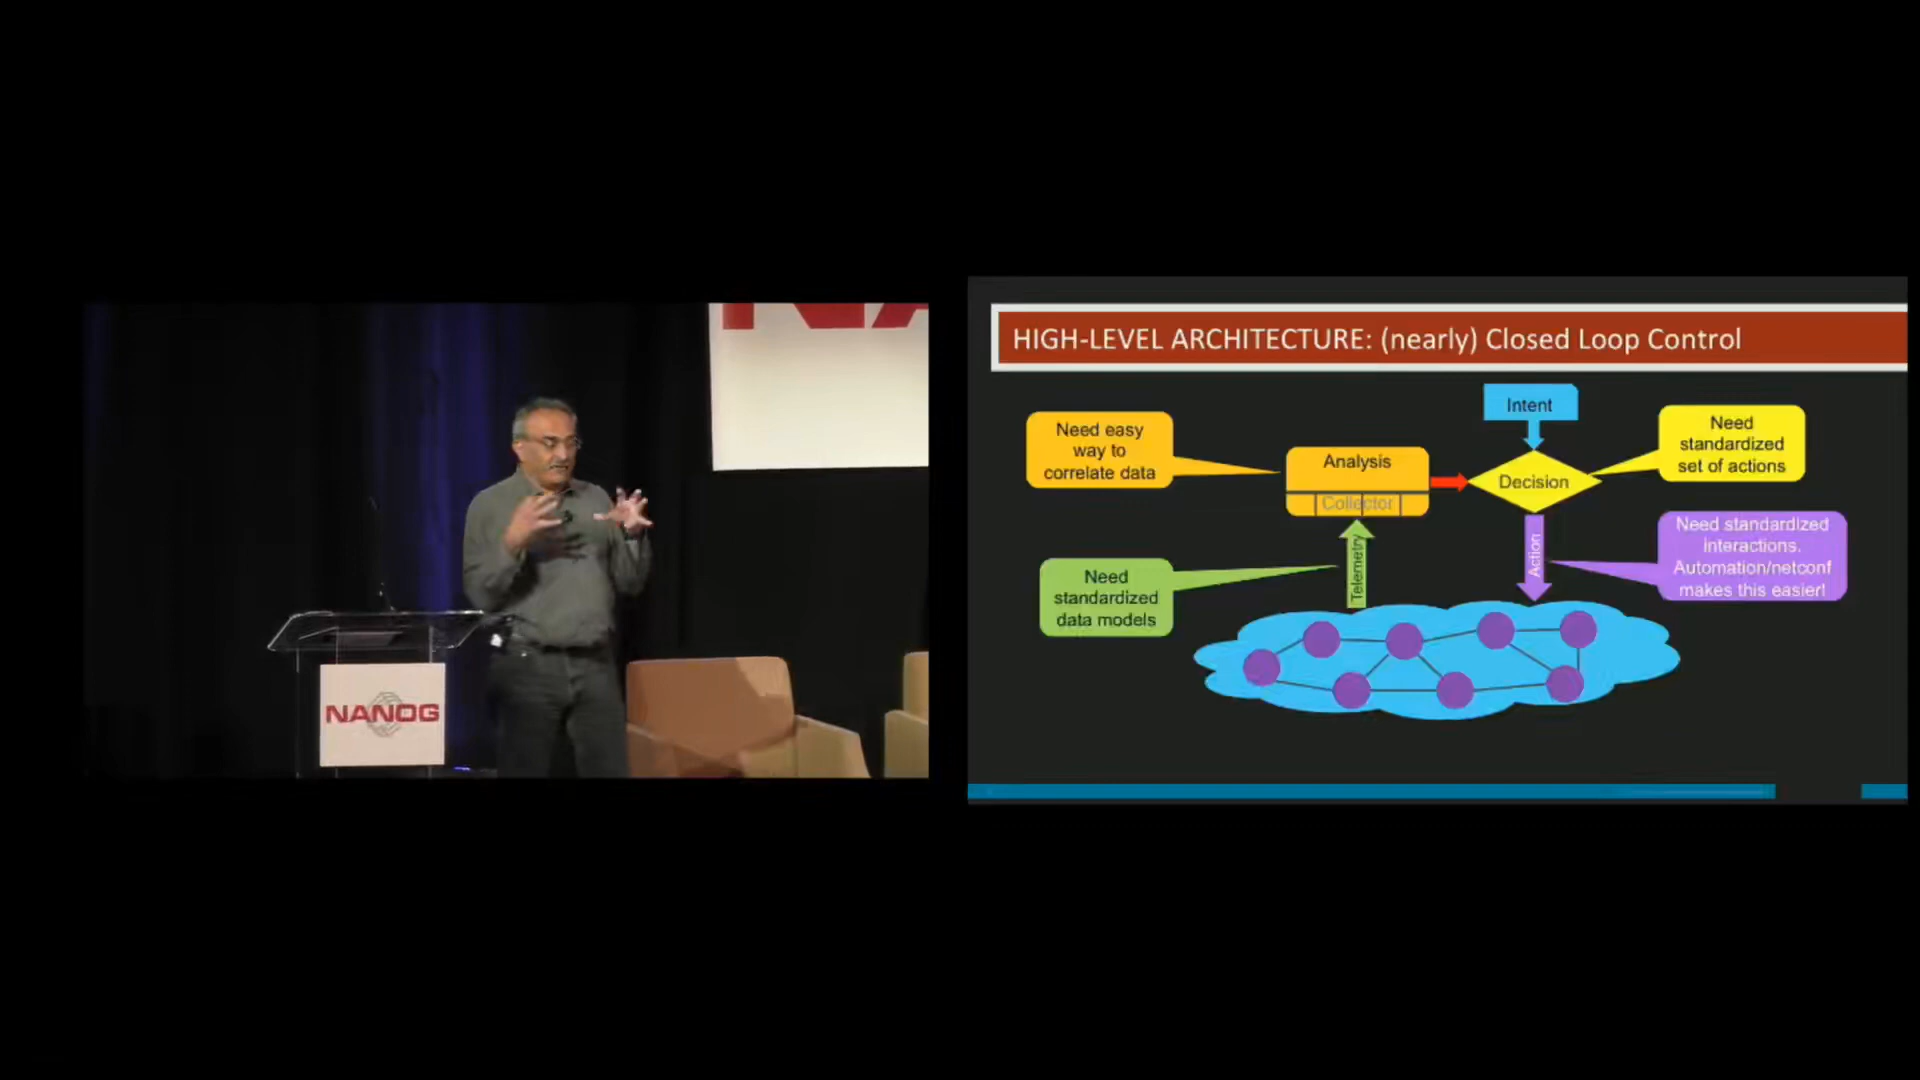 NANOG
HIGH-LEVEL ARCHITECTURE: (nearly) Closed Loop Control
Intent
Need easy
way to
correlate data
Analysis
Collector
Decision
Need
standardized
set of actions
Need
standardized
data models
Telemetry
Action
Need standardized
interactions.
Automation/netconf
makes this easier!